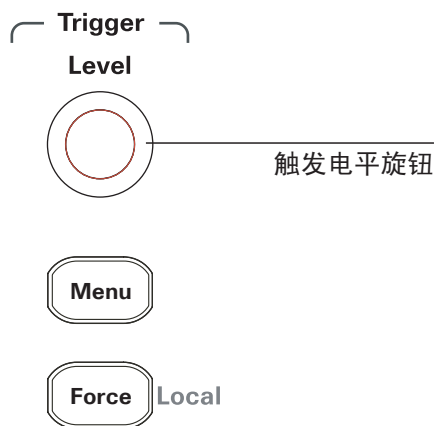 Trigger
Level
触发电平旋钮
Menu
Force Local